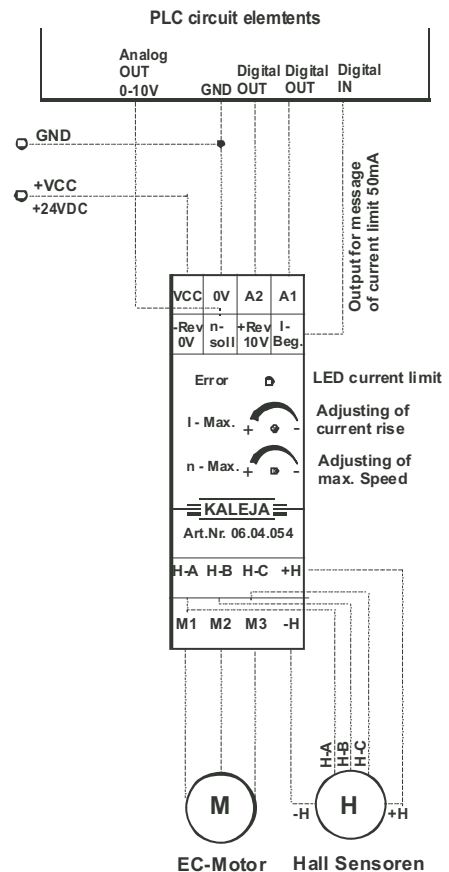 PLC circuit elemtents
Analog
OUT
0-10V
GND
Digital
OUT
Digital
OUT
Digital
IN
GND
+VCC
+24VDC
Output for message
of current limit 50mA
VCC 0V A2 A1
-Rev
0V
n-
soll
+Rev
10V
I-
Beg.
Error
LED current limit
I - Max. + -
Adjusting of
current rise
n - Max. + -
Adjusting of
max. Speed
KALEJA
Art.Nr. 06.04.054
H-A H-B H-C +H
M1 M2 M3 -H
H-A
H-B
H-C
M
H
-H
+H
EC-Motor
Hall Sensoren